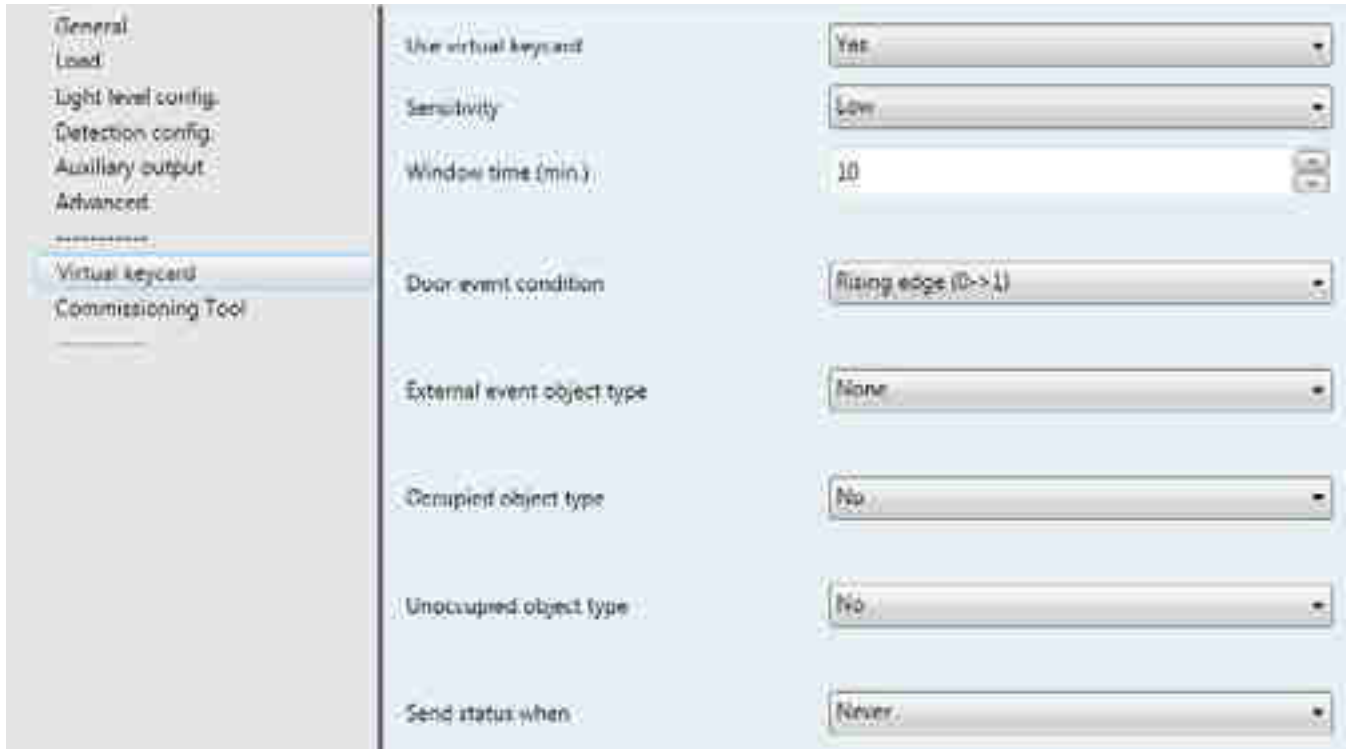 General
Load
Light level config.
Detection config.
Auxiliary output
Advanced
-----------
Virtual keycard
Commissioning Tool
-----------
Use virtual keycard Yes
Sensitivity Low
Window time (min.) 10
Door event condition Rising edge (0->1)
External event object type None
Occupied object type No
Unoccupied object type No
Send status when Never